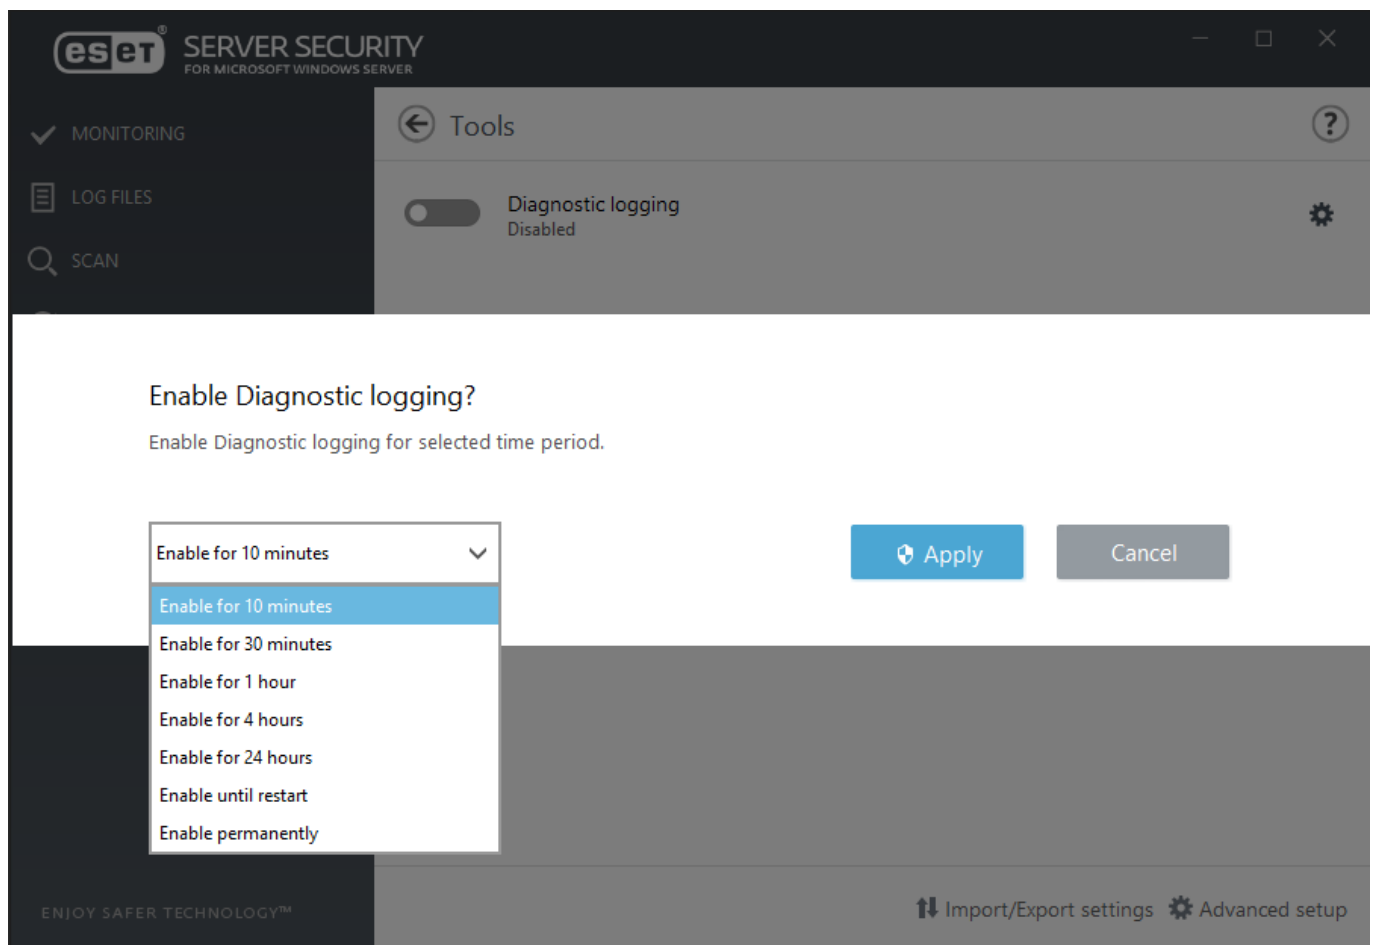 eseT® SERVER SECURITY
FOR MICROSOFT WINDOWS SERVER
MONITORING
LOG FILES
SCAN
Tools
?
Diagnostic logging
Disabled
Enable Diagnostic logging?
Enable Diagnostic logging for selected time period.
Enable for 10 minutes
Apply
Cancel
Enable for 10 minutes
Enable for 30 minutes
Enable for 1 hour
Enable for 4 hours
Enable for 24 hours
Enable until restart
Enable permanently
ENJOY SAFER TECHNOLOGY™
Import/Export settings
Advanced setup